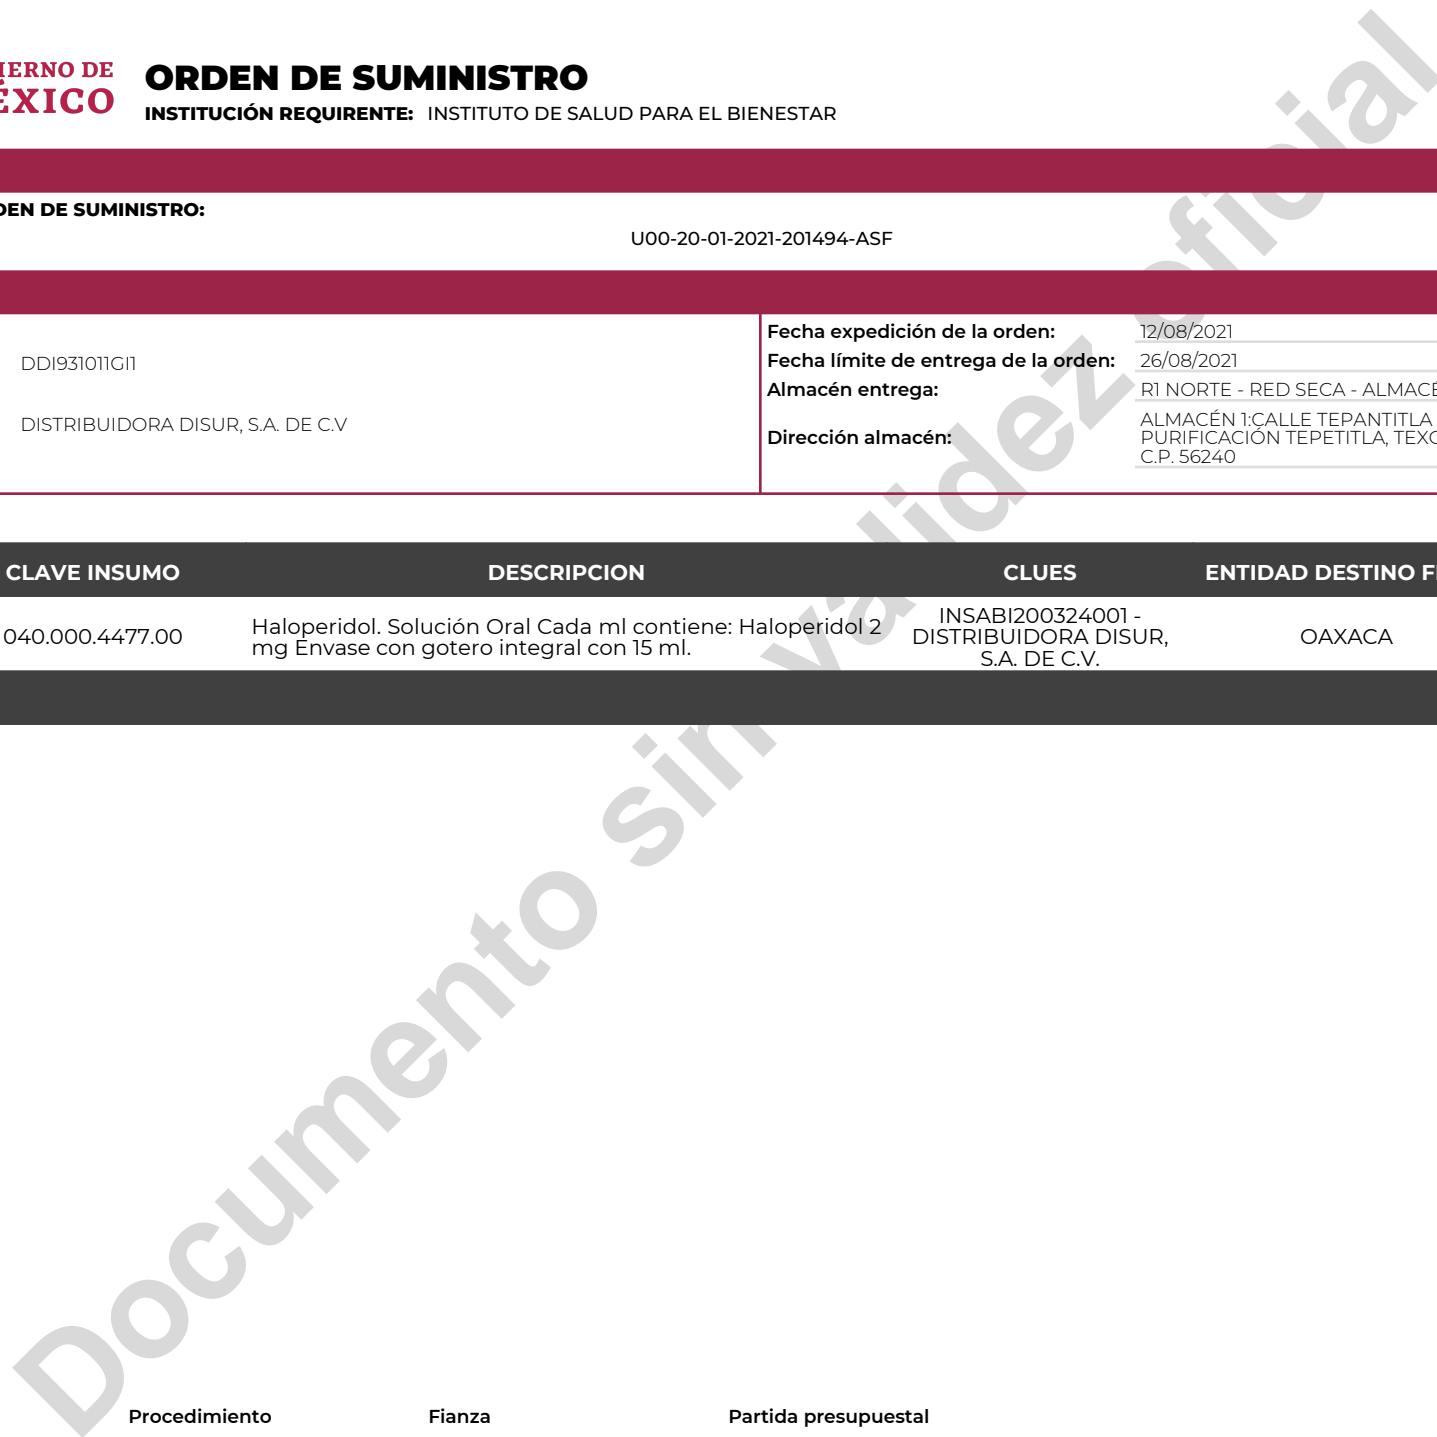 IERNO DE
ÉXICO
ORDEN DE SUMINISTRO
INSTITUCIÓN REQUIRENTE: INSTITUTO DE SALUD PARA EL BIENESTAR
DEN DE SUMINISTRO:
U00-20-01-2021-201494-ASF
DDI931011GI1
DISTRIBUIDORA DISUR, S.A. DE C.V
Fecha expedición de la orden: 12/08/2021
Fecha límite de entrega de la orden: 26/08/2021
Almacén entrega: R1 NORTE - RED SECA - ALMACÉ
Dirección almacén: ALMACÉN 1:CALLE TEPANTITLA
PURIFICACIÓN TEPETITLA, TEXC
C.P. 56240
CLAVE INSUMO DESCRIPCION CLUES ENTIDAD DESTINO FI
040.000.4477.00
Haloperidol. Solución Oral Cada ml contiene: Haloperidol 2
mg Envase con gotero integral con 15 ml.
INSABI200324001 -
DISTRIBUIDORA DISUR,
S.A. DE C.V.
OAXACA
Documento sin validez oficial
Procedimiento Fianza Partida presupuestal